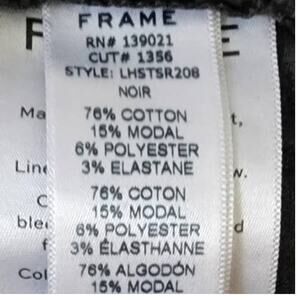 FRAME
RN# 139021
CUT# 1356
STYLE: LHSTSR208
NOIR
76% COTTON
15% MODAL
6% POLYESTER
3% ELASTANE
76% COTON
15% MODAL
6% POLYESTER
3% ÉLASTHANNE
76% ALGODÓN
15% MODAL